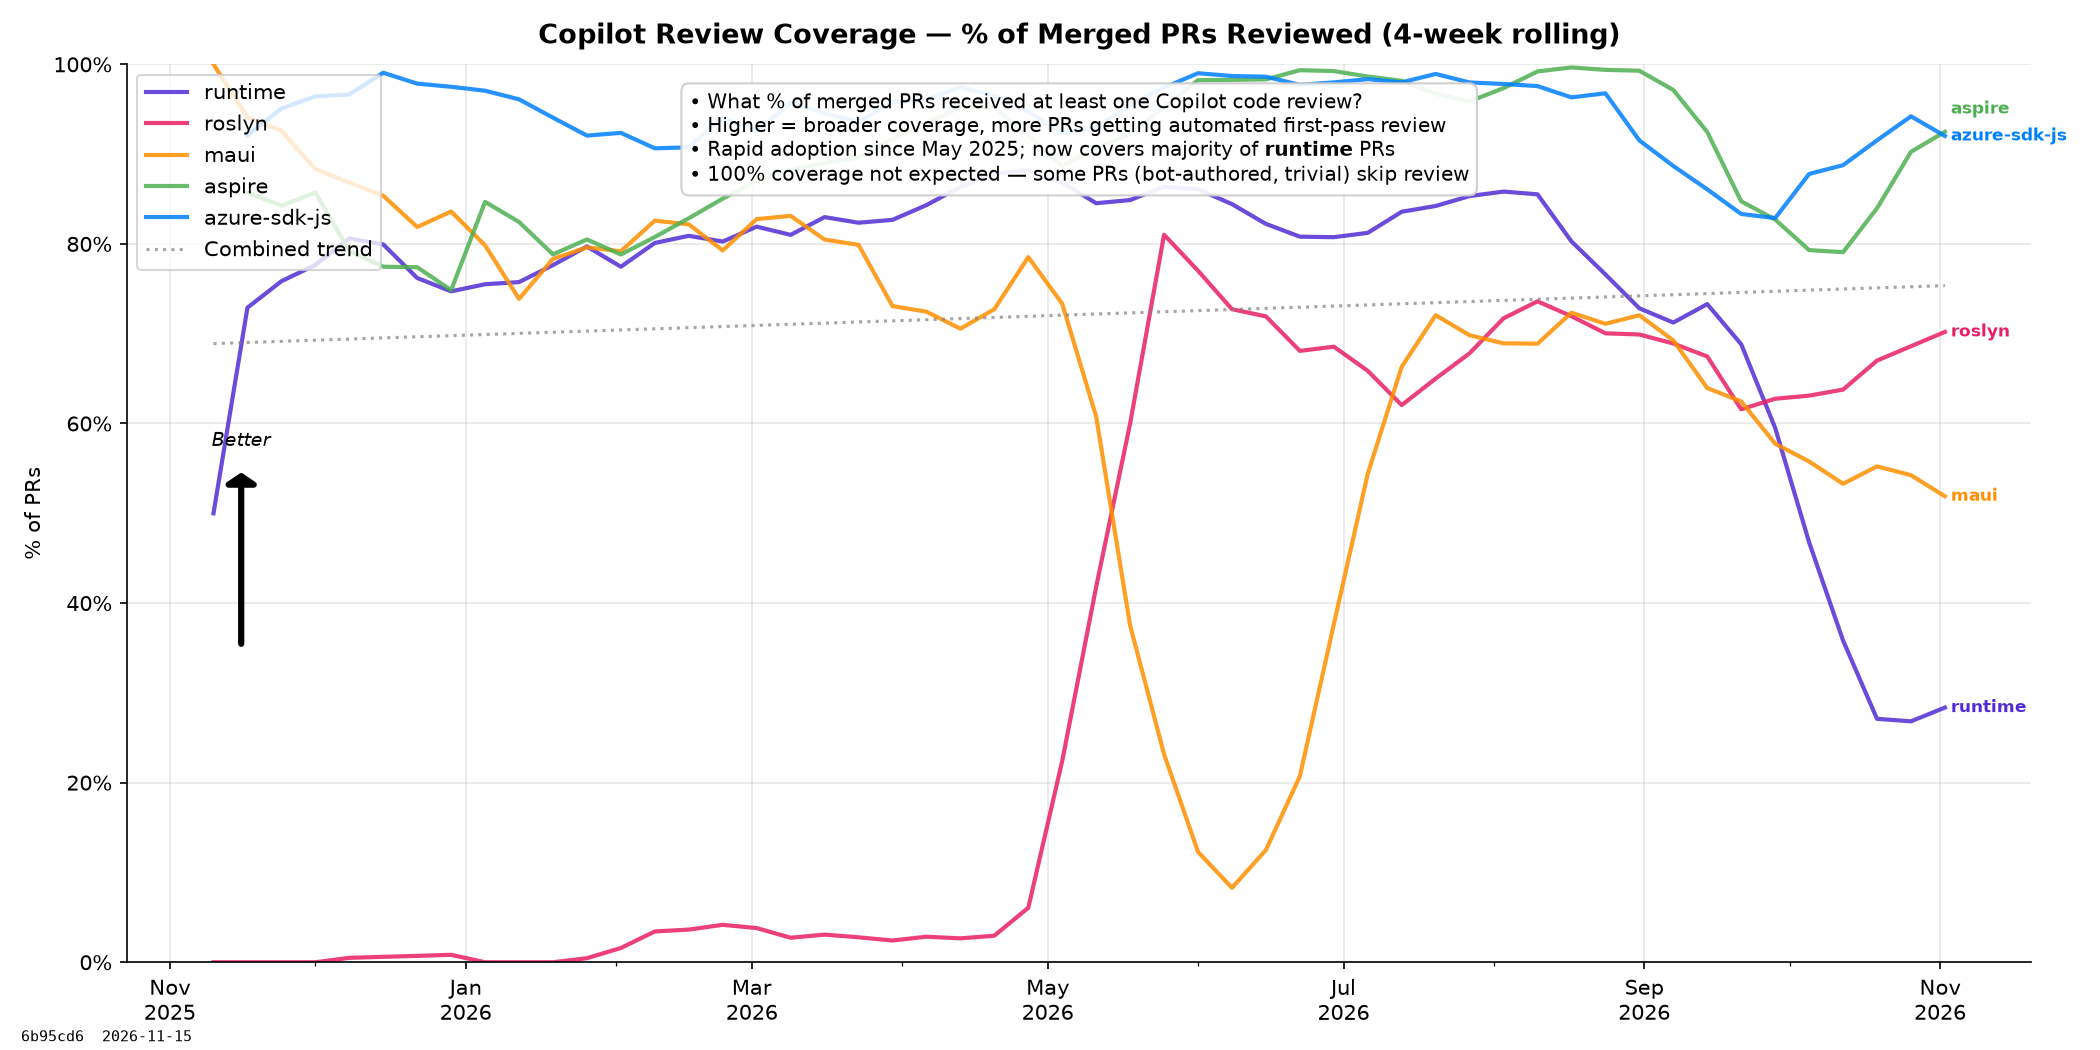 Copilot Review Coverage — % of Merged PRs Reviewed (4-week rolling)
100%
80%
60%
40%
20%
0%
% of PRs
runtime
roslyn
maui
aspire
azure-sdk-js
Combined trend
• What % of merged PRs received at least one Copilot code review?
• Higher = broader coverage, more PRs getting automated first-pass review
• Rapid adoption since May 2025; now covers majority of runtime PRs
• 100% coverage not expected — some PRs (bot-authored, trivial) skip review
Better
aspire
azure-sdk-js
roslyn
maui
runtime
Nov
2025
Jan
2026
Mar
2026
May
2026
Jul
2026
Sep
2026
Nov
2026
6b95cd6  2026-11-15